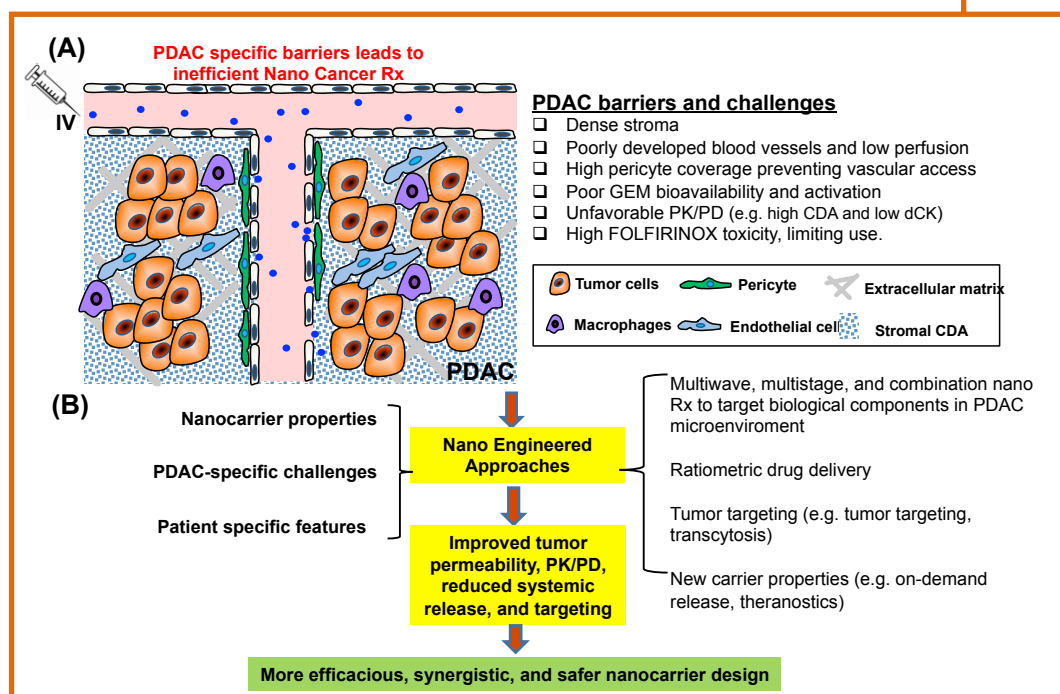 (A)
PDAC specific barriers leads to
inefficient Nano Cancer Rx
IV
PDAC
PDAC barriers and challenges
Dense stroma
Poorly developed blood vessels and low perfusion
High pericyte coverage preventing vascular access
Poor GEM bioavailability and activation
Unfavorable PK/PD (e.g. high CDA and low dCK)
High FOLFIRINOX toxicity, limiting use.
Tumor cells
Pericyte
Extracellular matrix
Macrophages
Endothelial cell
Stromal CDA
(B)
Nanocarrier properties
PDAC-specific challenges
Patient specific features
Nano Engineered
Approaches
Improved tumor
permeability, PK/PD,
reduced systemic
release, and targeting
Multiwave, multistage, and combination nano
Rx to target biological components in PDAC
microenviroment
Ratiometric drug delivery
Tumor targeting (e.g. tumor targeting,
transcytosis)
New carrier properties (e.g. on-demand
release, theranostics)
More efficacious, synergistic, and safer nanocarrier design